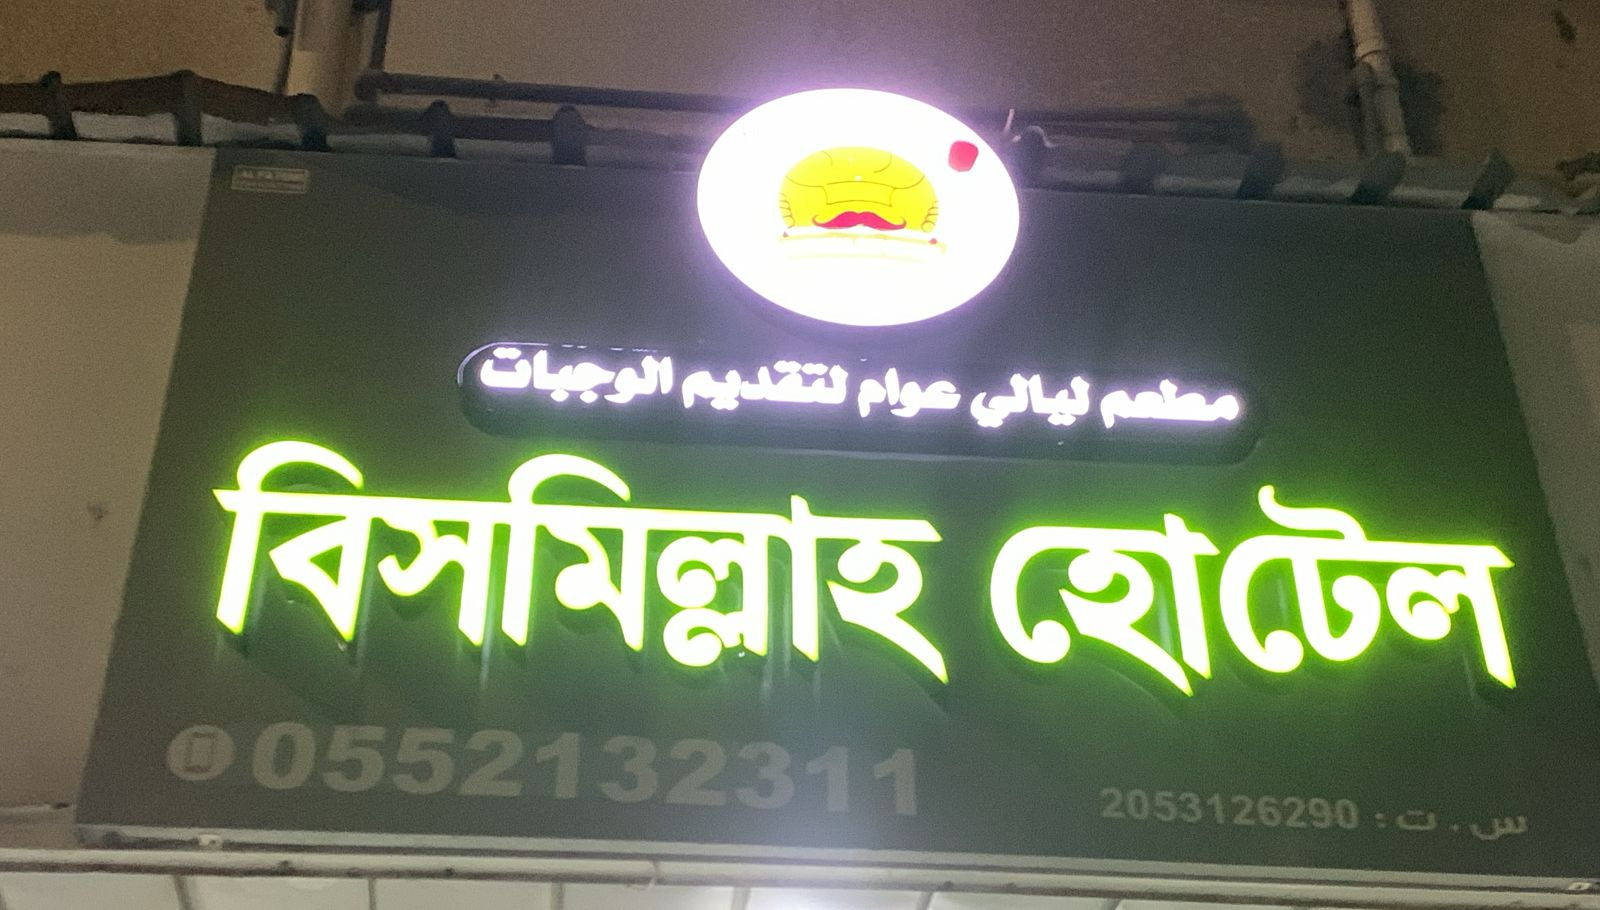 مطعم ليالي عوام لتقديم الوجبات
বিসমিল্লাহ হোটেল
0552132311
س . ت : 2053126290